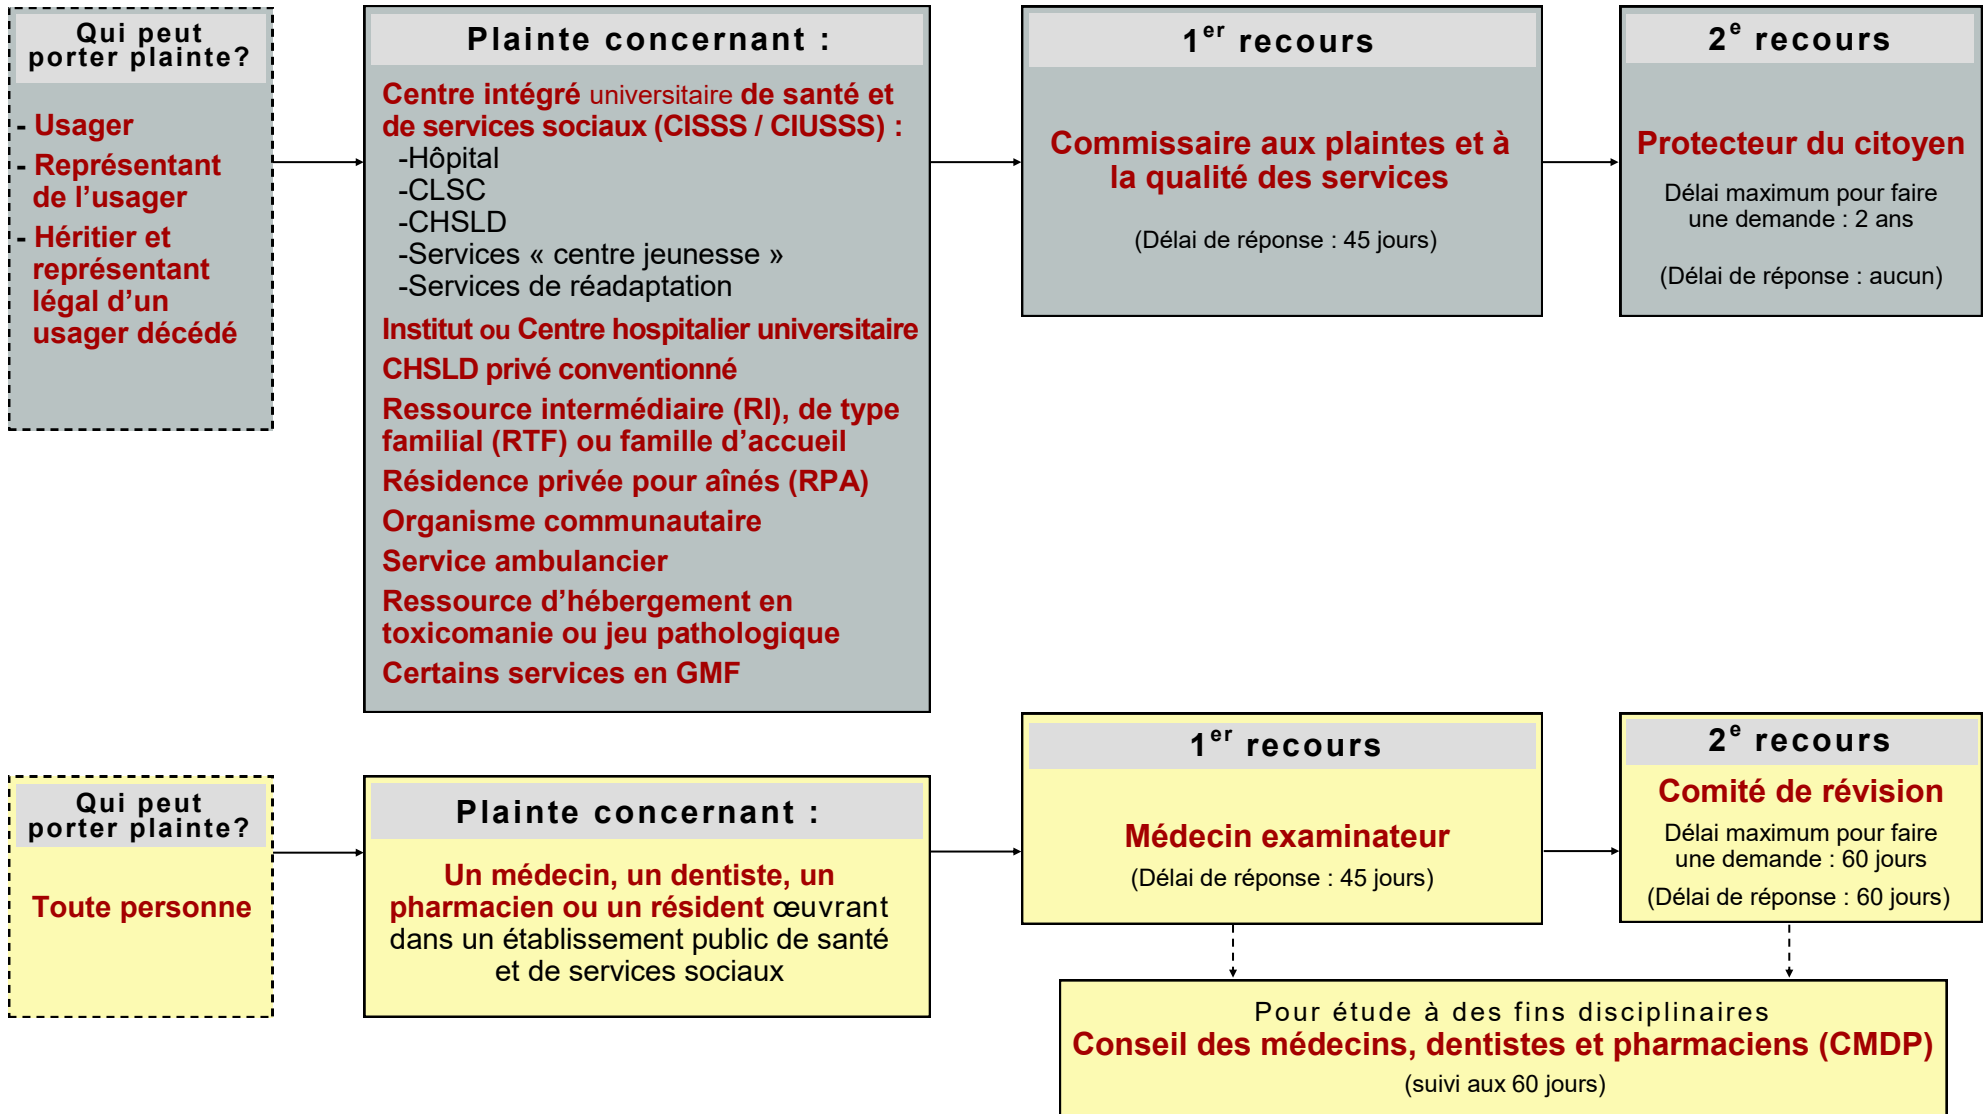 Qui peut
porter plainte?
- Usager
- Représentant
de l'usager
- Héritier et
représentant
légal d'un
usager décédé
Plainte concernant :
Centre intégré universitaire de santé et
de services sociaux (CISSS / CIUSSS) :
-Hôpital
-CLSC
-CHSLD
-Services « centre jeunesse »
-Services de réadaptation
Institut ou Centre hospitalier universitaire
CHSLD privé conventionné
Ressource intermédiaire (RI), de type
familial (RTF) ou famille d'accueil
Résidence privée pour aînés (RPA)
Organisme communautaire
Service ambulancier
Ressource d'hébergement en
toxicomanie ou jeu pathologique
Certains services en GMF
1er recours
Commissaire aux plaintes et à
la qualité des services
(Délai de réponse : 45 jours)
2e recours
Protecteur du citoyen
Délai maximum pour faire
une demande : 2 ans
(Délai de réponse : aucun)
Qui peut
porter plainte?
Toute personne
Plainte concernant :
Un médecin, un dentiste, un
pharmacien ou un résident œuvrant
dans un établissement public de santé
et de services sociaux
1er recours
Médecin examinateur
(Délai de réponse : 45 jours)
2e recours
Comité de révision
Délai maximum pour faire
une demande : 60 jours
(Délai de réponse : 60 jours)
Pour étude à des fins disciplinaires
Conseil des médecins, dentistes et pharmaciens (CMDP)
(suivi aux 60 jours)